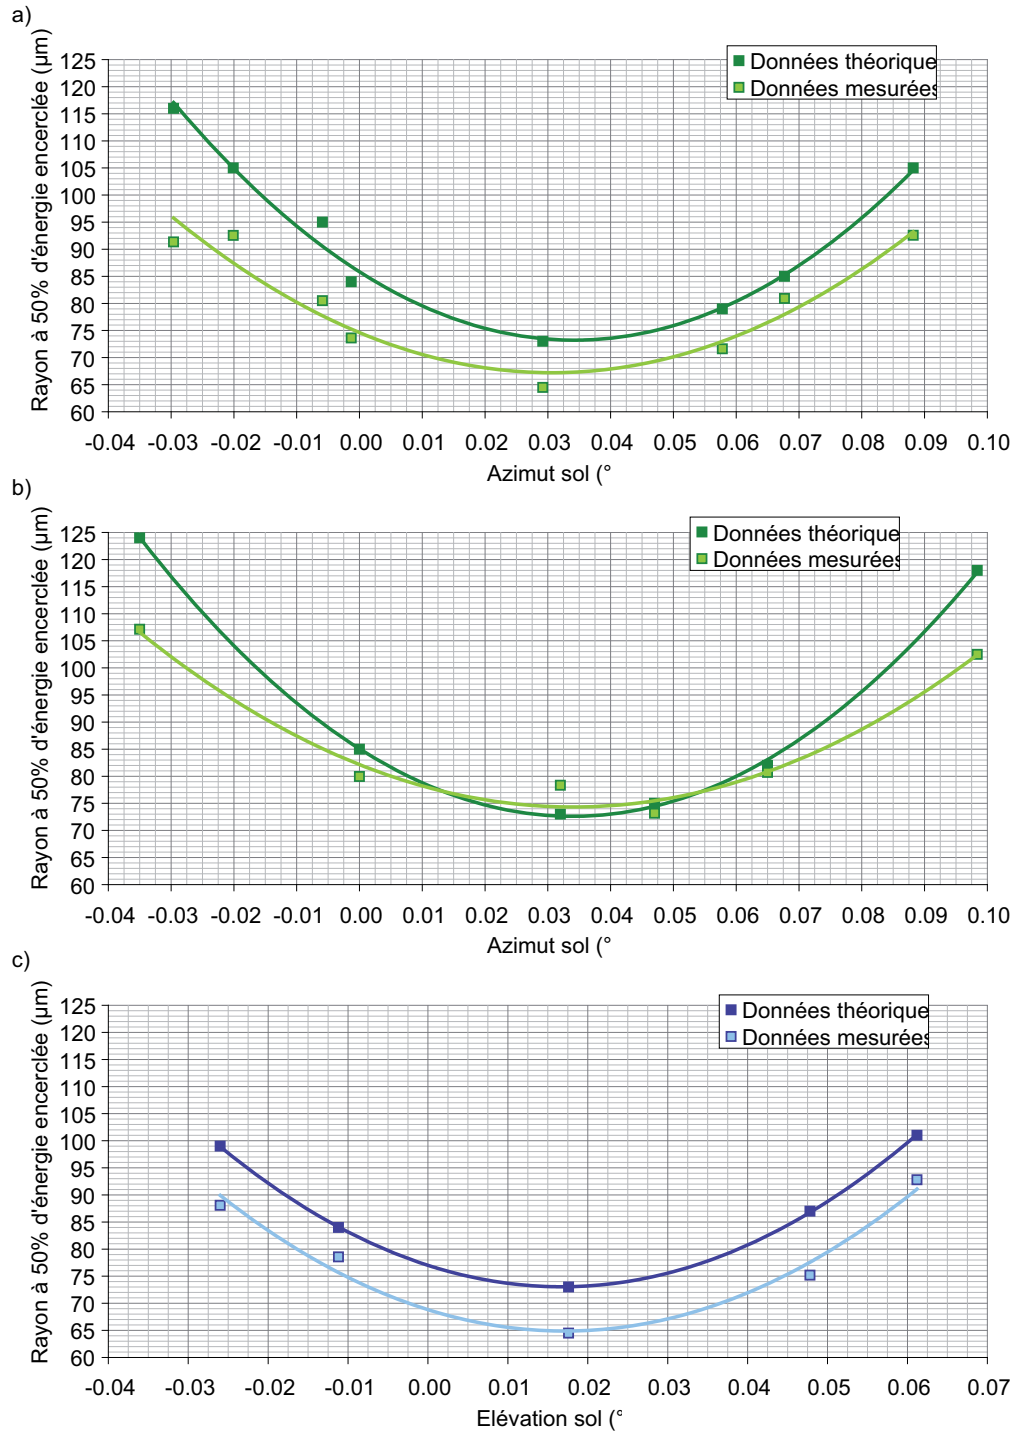 a)
Rayon à 50% d'énergie encerclée (µm)
125
120
115
110
105
100
95
90
85
80
75
70
65
60
Données théorique
Données mesurées
-0.04 -0.03 -0.02 -0.01 0.00 0.01 0.02 0.03 0.04 0.05 0.06 0.07 0.08 0.09 0.10
Azimut sol (°
b)
Rayon à 50% d'énergie encerclée (µm)
125
120
115
110
105
100
95
90
85
80
75
70
65
60
Données théorique
Données mesurées
-0.04 -0.03 -0.02 -0.01 0.00 0.01 0.02 0.03 0.04 0.05 0.06 0.07 0.08 0.09 0.10
Azimut sol (°
c)
Rayon à 50% d'énergie encerclée (µm)
125
120
115
110
105
100
95
90
85
80
75
70
65
60
Données théorique
Données mesurées
-0.04 -0.03 -0.02 -0.01 0.00 0.01 0.02 0.03 0.04 0.05 0.06 0.07
Elévation sol (°